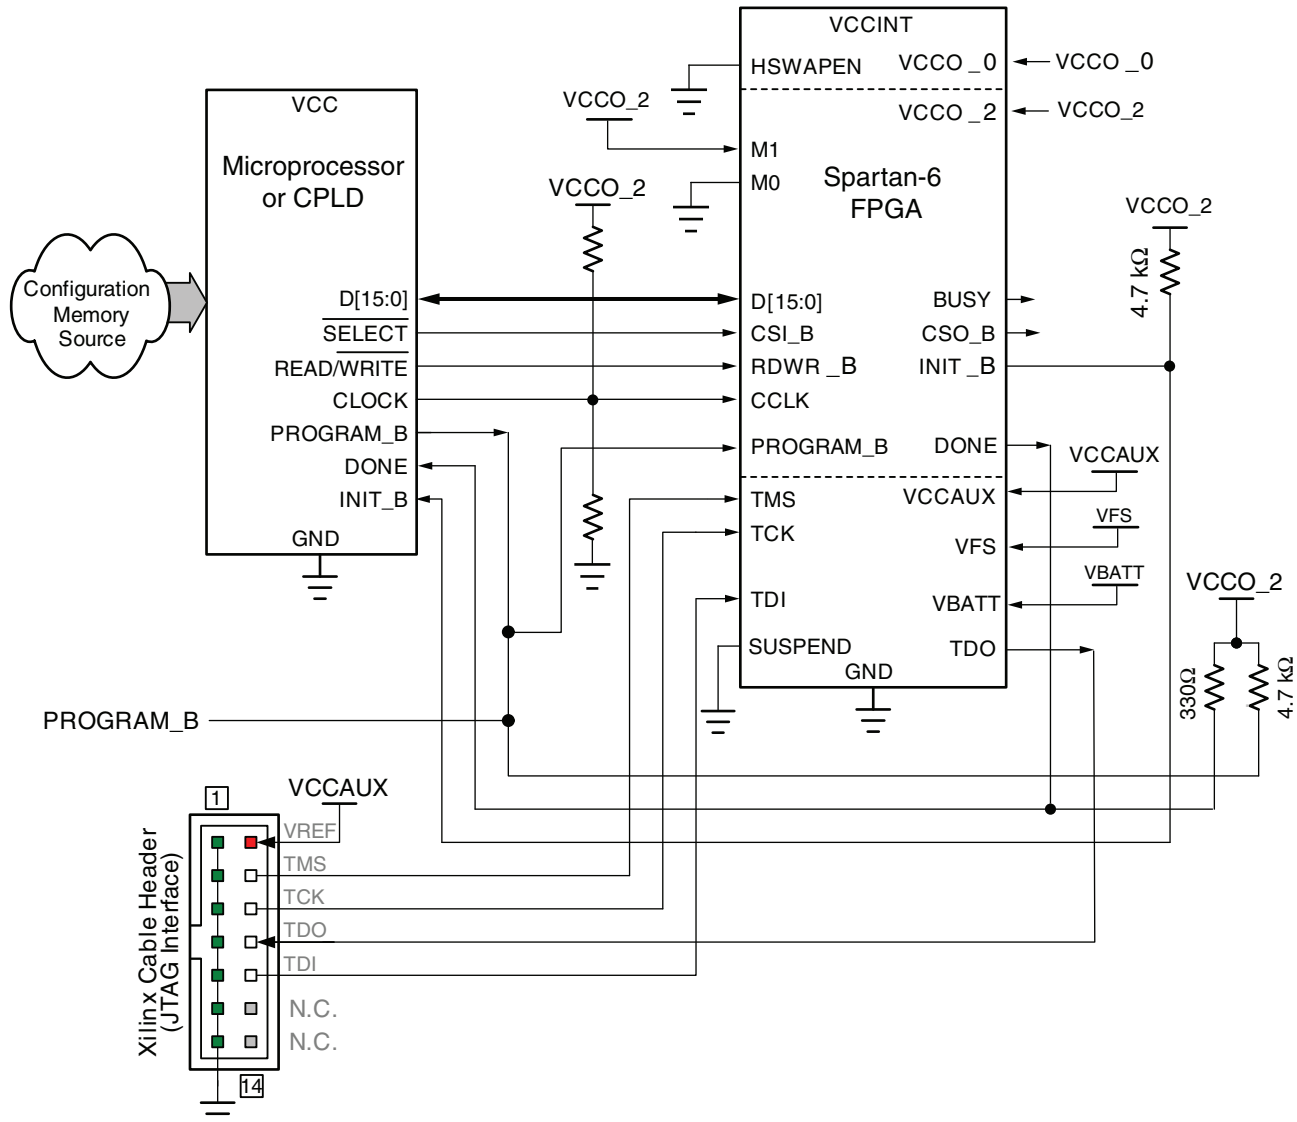 VCCINT
HSWAPEN
VCCO _0
VCCO _0
VCCO _2
VCCO_2
VCCO_2
M1
M0
Spartan-6
FPGA
VCC
Microprocessor
or CPLD
VCCO_2
VCCO_2
4.7 kΩ
Configuration
Memory
Source
D[15:0]
SELECT
READ/WRITE
CLOCK
PROGRAM_B
DONE
INIT_B
GND
D[15:0]
CSI_B
RDWR _B
CCLK
PROGRAM_B
TMS
TCK
TDI
SUSPEND
GND
BUSY
CSO_B
INIT _B
DONE
VCCAUX
VFS
VBATT
TDO
VCCAUX
VFS
VBATT
VCCO_2
330Ω
4.7 kΩ
PROGRAM_B
VCCAUX
1
VREF
TMS
TCK
TDO
TDI
N.C.
N.C.
14
Xilinx Cable Header
(JTAG Interface)